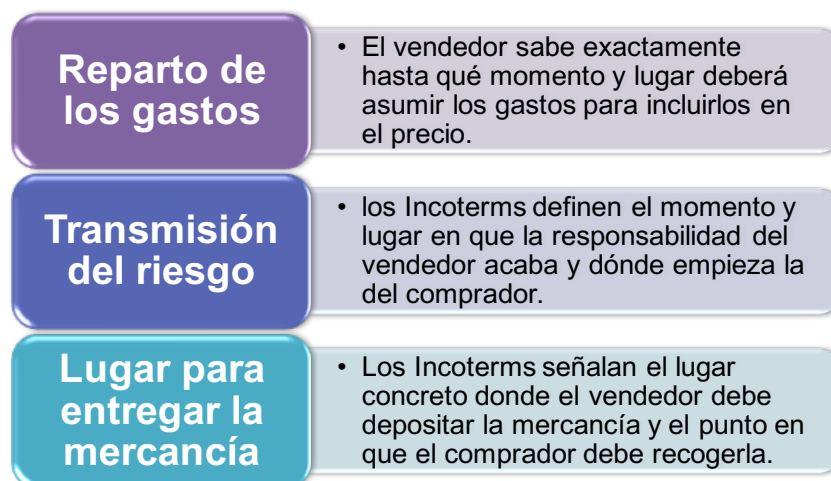 Reparto de
los gastos
• El vendedor sabe exactamente
hasta qué momento y lugar deberá
asumir los gastos para incluirlos en
el precio.
Transmisión
del riesgo
• los Incoterms definen el momento y
lugar en que la responsabilidad del
vendedor acaba y dónde empieza la
del comprador.
Lugar para
entregar la
mercancía
• Los Incoterms señalan el lugar
concreto donde el vendedor debe
depositar la mercancía y el punto en
que el comprador debe recogerla.